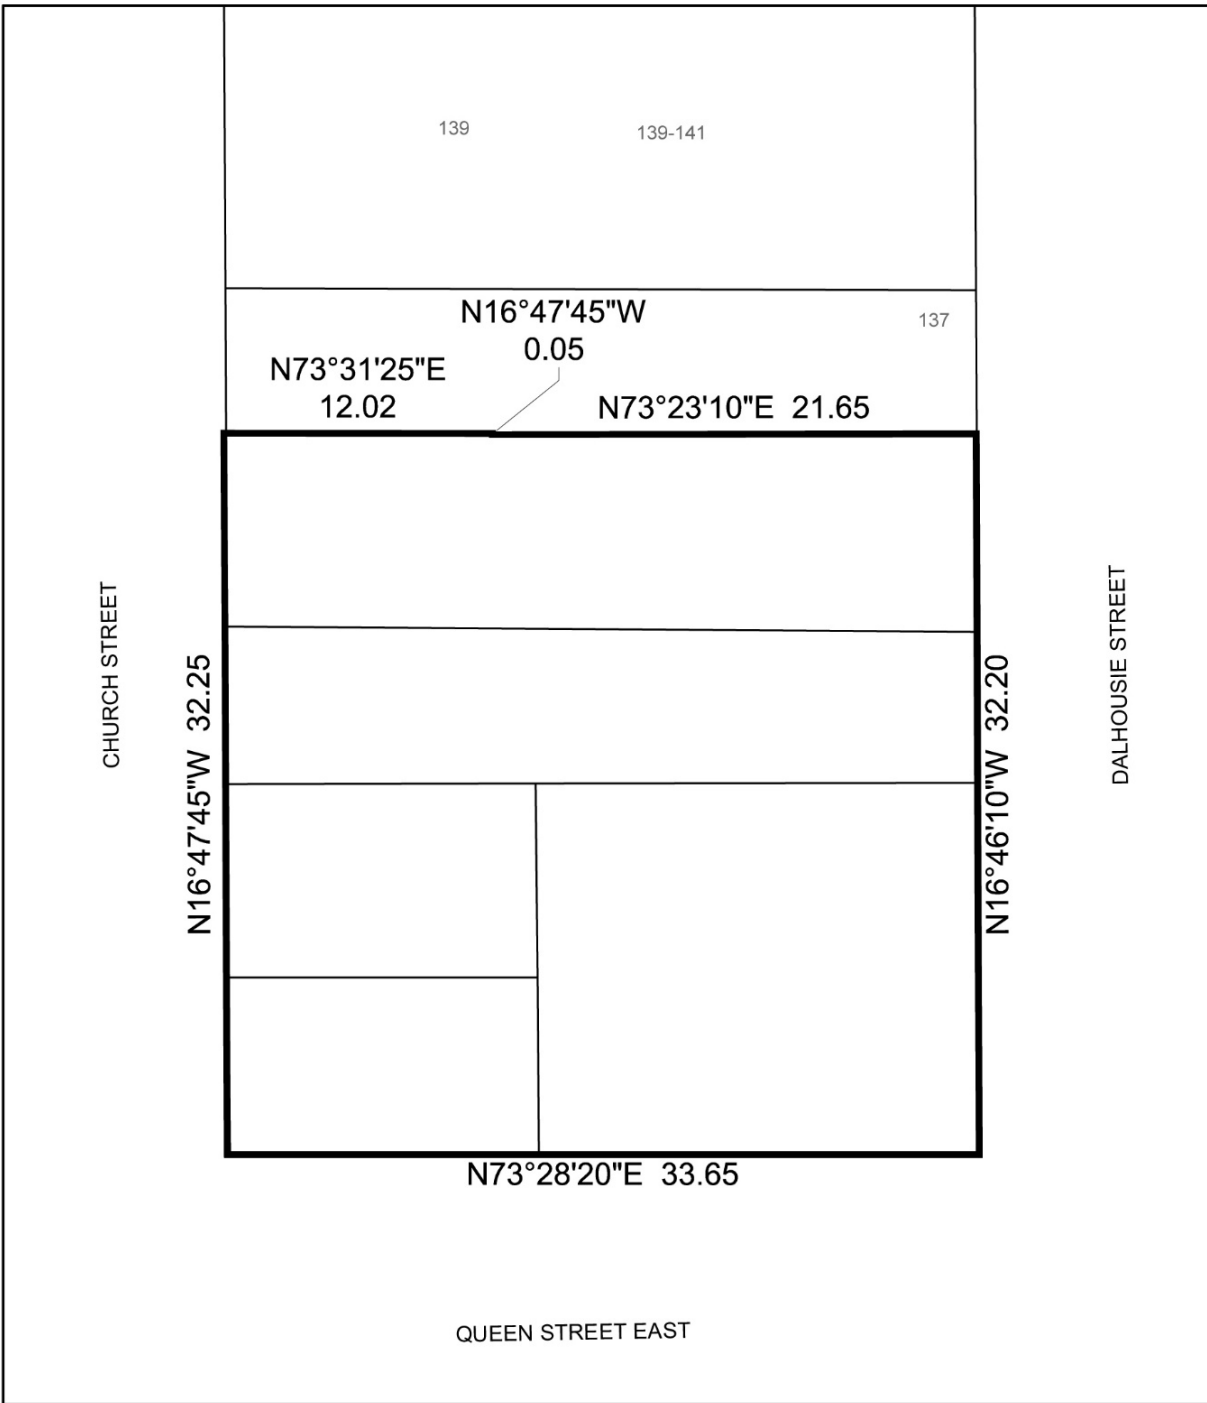 139
139-141
N16°47'45"W
0.05
137
N73°31'25"E
12.02
N73°23'10"E 21.65
CHURCH STREET
N16°47'45"W 32.25
N16°46'10"W 32.20
DALHOUSIE STREET
N73°28'20"E 33.65
QUEEN STREET EAST